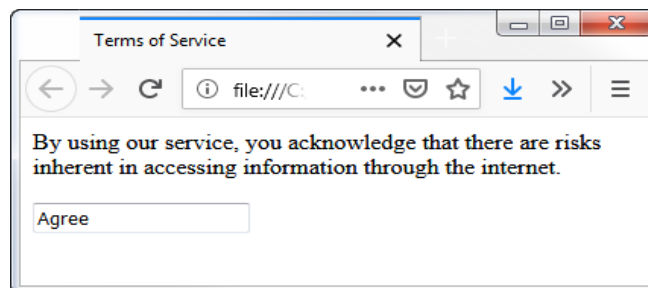 Terms of Service
file:///C:
By using our service, you acknowledge that there are risks
inherent in accessing information through the internet.
Agree